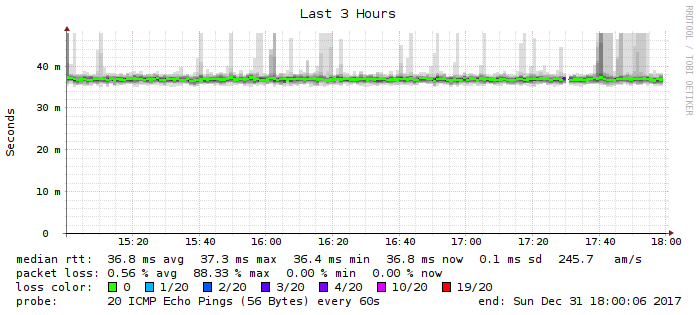 Last 3 Hours
RRDTOOL / TOBI OETIKER
Seconds
40 m
30 m
20 m
10 m
0
15:20 15:40 16:00 16:20 16:40 17:00 17:20 17:40 18:00
median rtt: 36.8 ms avg 37.3 ms max 36.4 ms min 36.8 ms now 0.1 ms sd 245.7 am/s
packet loss: 0.56 % avg 88.33 % max 0.00 % min 0.00 % now
loss color: 0 1/20 2/20 3/20 4/20 10/20 19/20
probe: 20 ICMP Echo Pings (56 Bytes) every 60s end: Sun Dec 31 18:00:06 2017